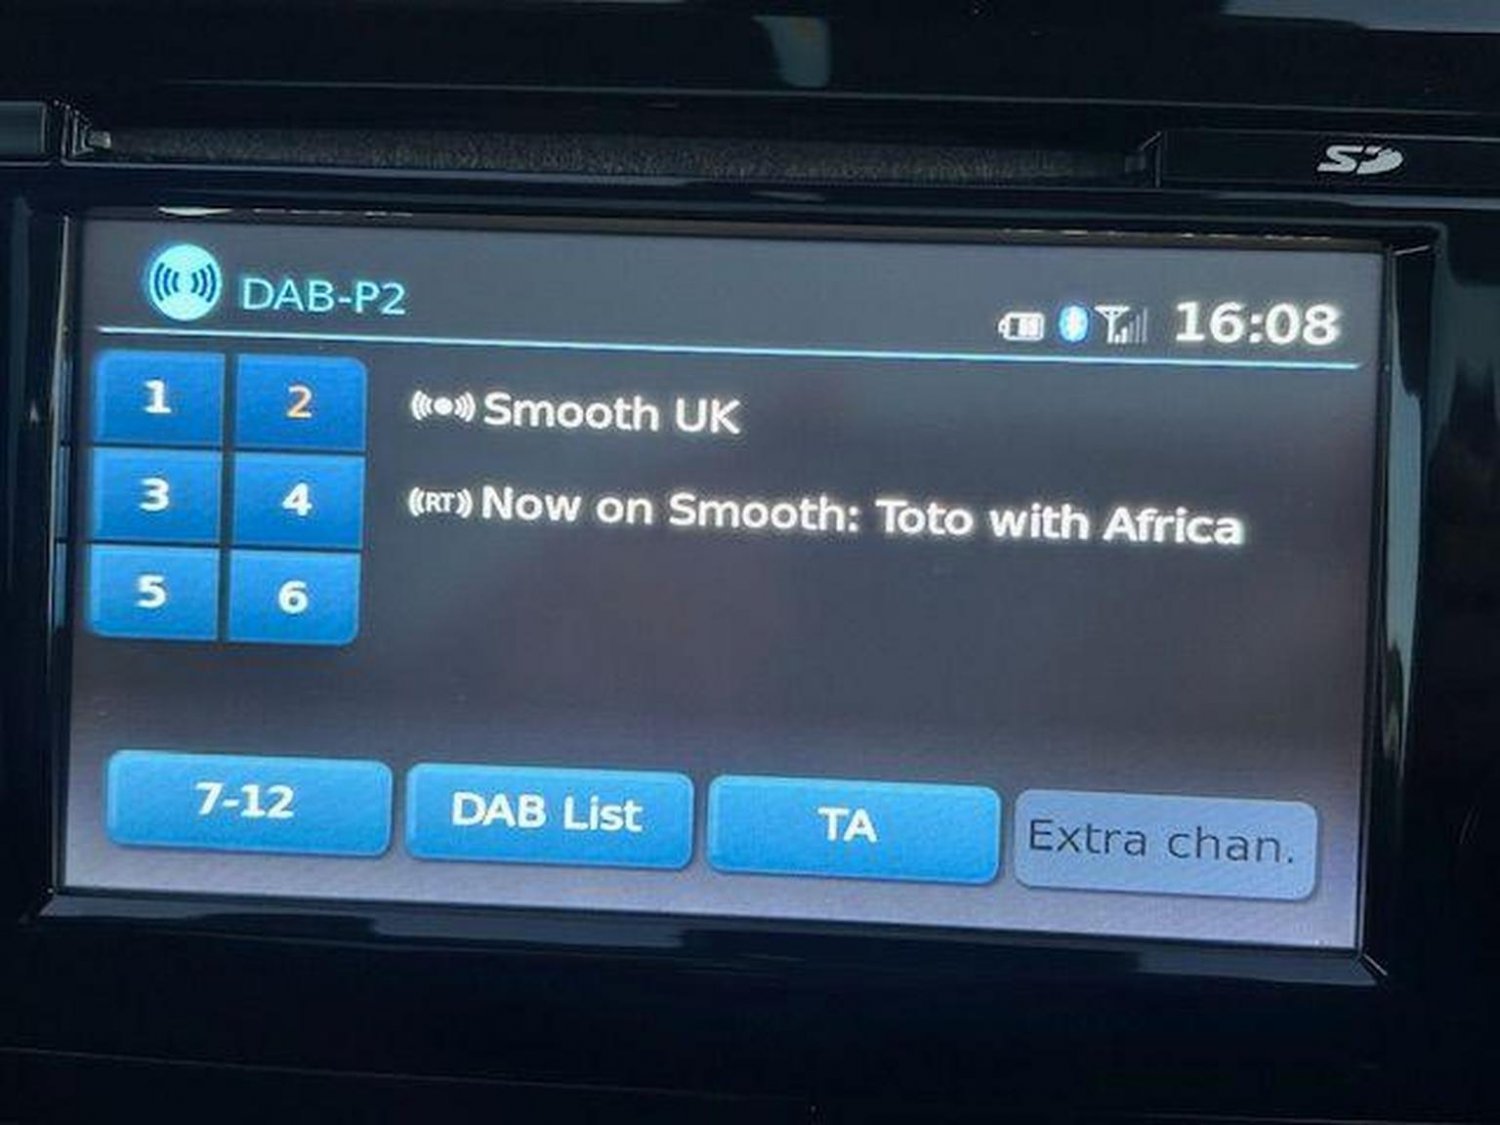 SD
DAB-P2
16:08
1 2
3 4
5 6
Smooth UK
RT Now on Smooth: Toto with Africa
7-12 DAB List TA Extra chan.